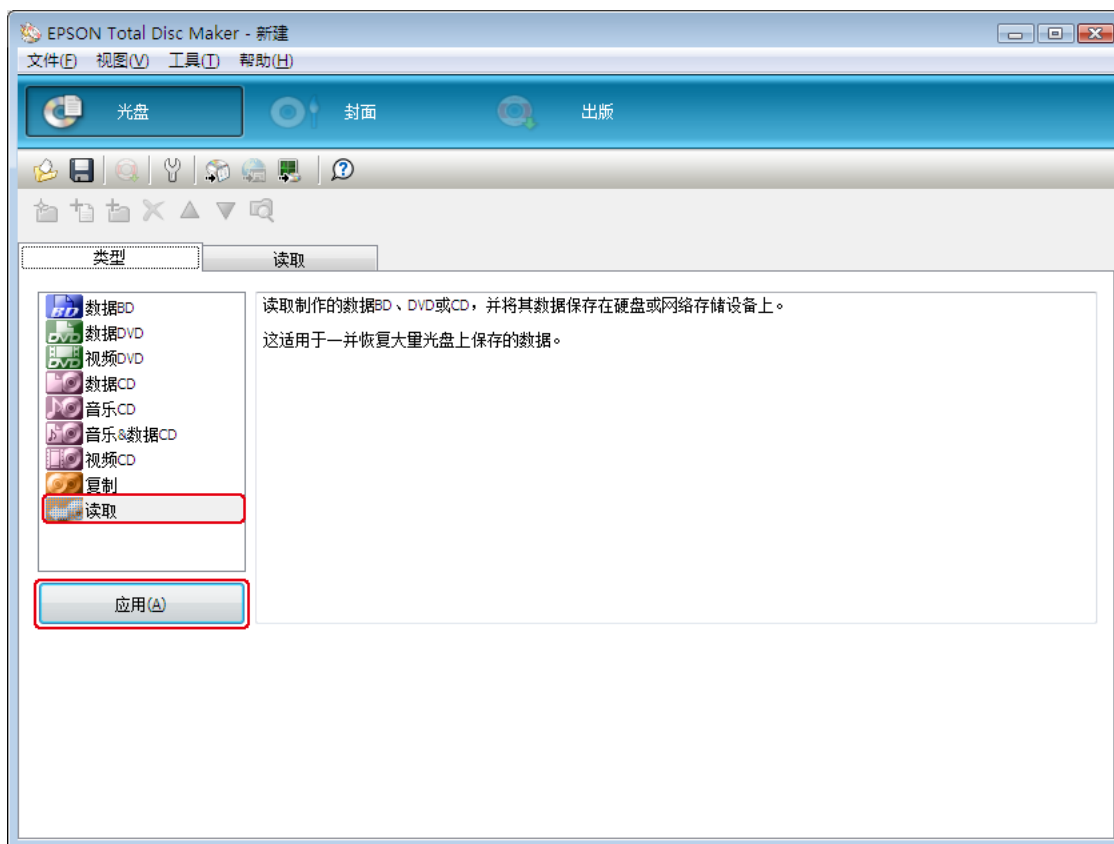 EPSON Total Disc Maker - 新建
文件(F) 视图(V) 工具(T) 帮助(H)
光盘 封面 出版
类型 读取
数据BD
数据DVD
视频DVD
数据CD
音乐CD
音乐&数据CD
视频CD
复制
读取
应用(A)
读取制作的数据BD、DVD或CD，并将其数据保存在硬盘或网络存储设备上。
这适用于一并恢复大量光盘上保存的数据。